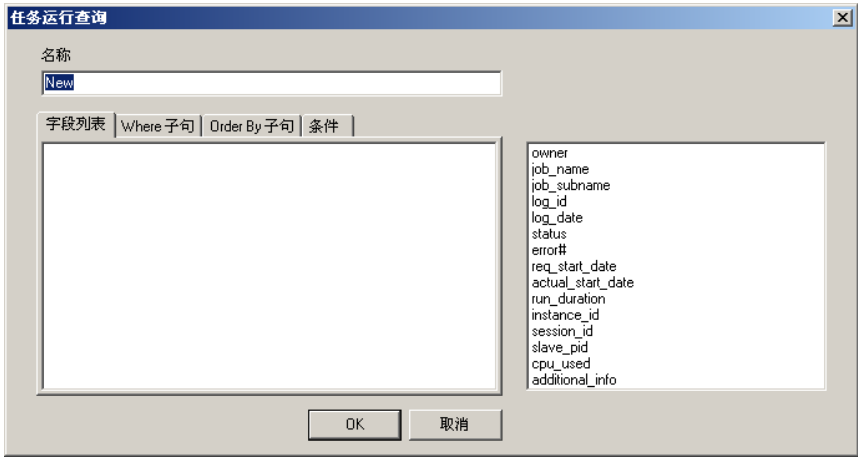 任务运行查询
名称
New
字段列表 Where 子句 Order By 子句 条件
owner
job_name
job_subname
log_id
log_date
status
error#
req_start_date
actual_start_date
run_duration
instance_id
session_id
slave_pid
cpu_used
additional_info
OK 取消